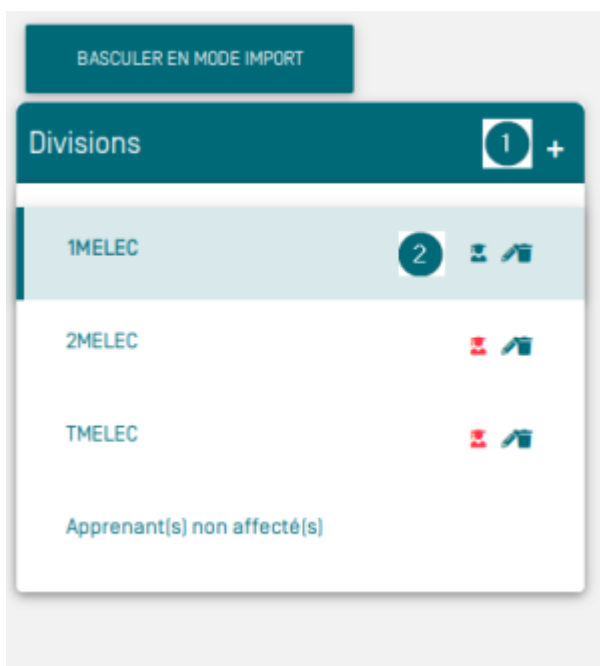 BASCULER EN MODE IMPORT
Divisions 1 +
1MELEC 2
2MELEC
TMELEC
Apprenant(s) non affecté(s)